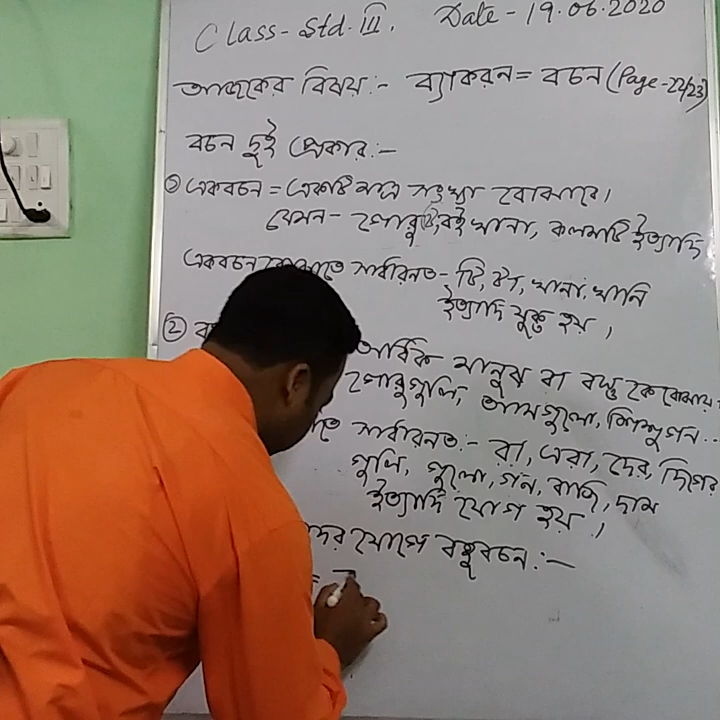 Class- Std. III. Date - 19.06.2020
আজকের বিষয়:- ব্যাকরন = বচন (Page-22/23)
বচন দুই প্রকার:-
① একবচন = একটি মাত্র সংখ্যা বোঝাবে।
যেমন - গোরুটি, বইখানা, কলমটি ইত্যাদি
একবচন বোঝাতে সাধারনত - টি, টা, খানা, খানি
ইত্যাদি যুক্ত হয়।
② মানুষ বা বস্তু কে বোঝায়
গোরুগুলি, আমগুলো, শিশুগন...
সাধারনত:- রা, এরা, দের, দিগের
গুলি, গুলো, গন, রাজি, দাম
ইত্যাদি যোগ হয়।
যোগে বহুবচন:-
=